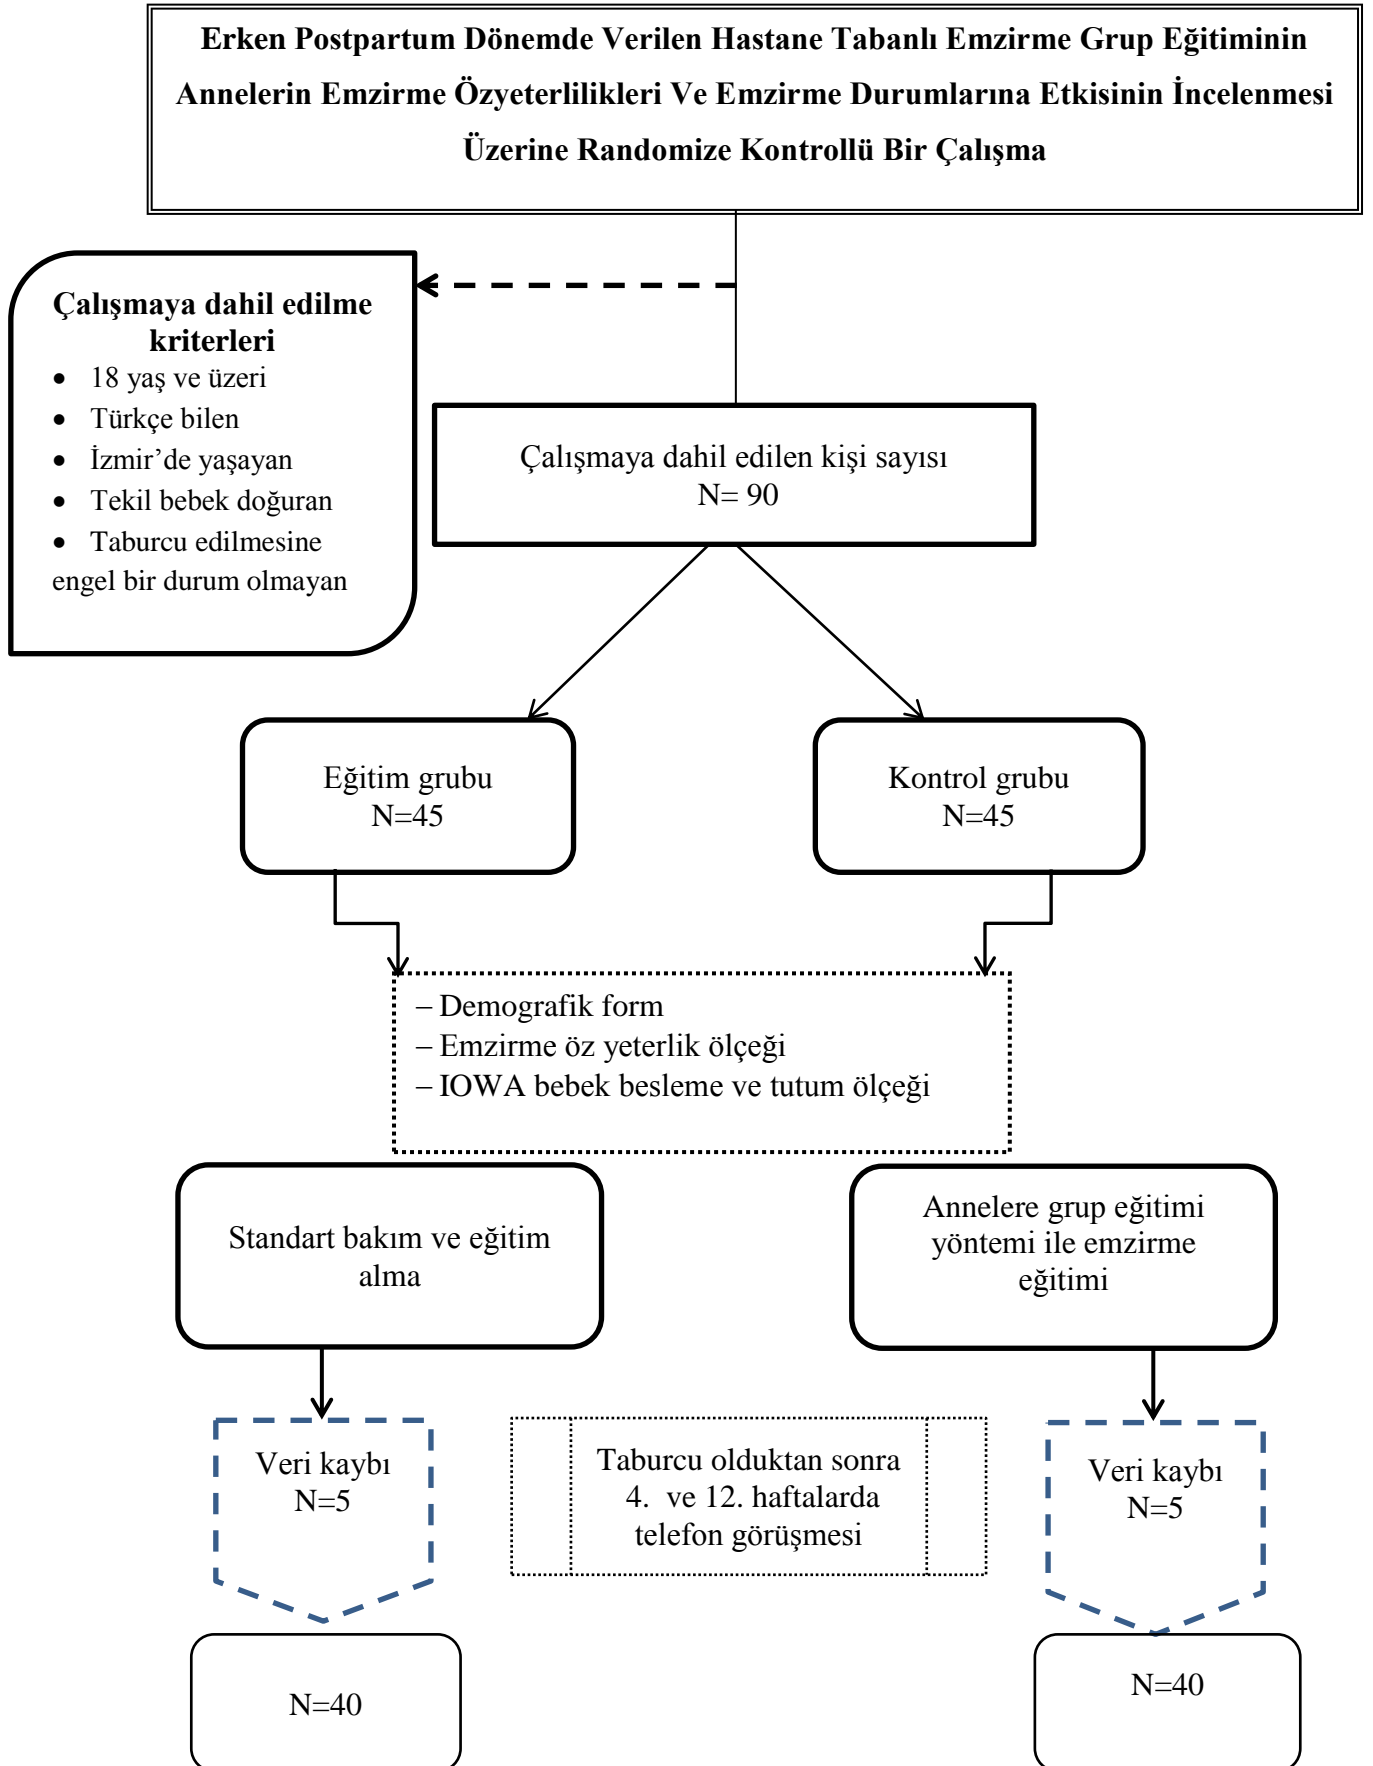 Erken Postpartum Dönemde Verilen Hastane Tabanlı Emzirme Grup Eğitiminin
Annelerin Emzirme Özyeterlilikleri Ve Emzirme Durumlarına Etkisinin İncelenmesi
Üzerine Randomize Kontrollü Bir Çalışma
Çalışmaya dahil edilme
kriterleri
• 18 yaş ve üzeri
• Türkçe bilen
• İzmir’de yaşayan
• Tekil bebek doğuran
• Taburcu edilmesine
engel bir durum olmayan
Çalışmaya dahil edilen kişi sayısı
N= 90
Eğitim grubu
N=45
Kontrol grubu
N=45
– Demografik form
– Emzirme öz yeterlik ölçeği
– IOWA bebek besleme ve tutum ölçeği
Standart bakım ve eğitim
alma
Annelere grup eğitimi
yöntemi ile emzirme
eğitimi
Veri kaybı
N=5
Taburcu olduktan sonra
4. ve 12. haftalarda
telefon görüşmesi
Veri kaybı
N=5
N=40
N=40